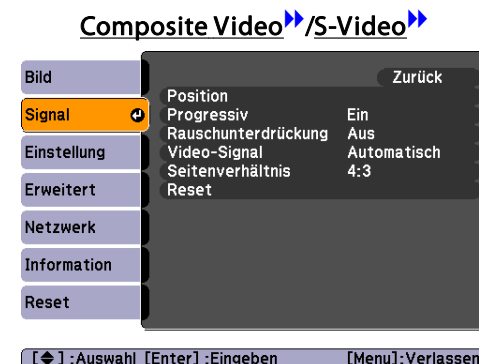 Composite Video/S-Video
Bild
Signal
Einstellung
Erweitert
Netzwerk
Information
Reset
Zurück
Position
Progressiv Ein
Rauschunterdrückung Aus
Video-Signal Automatisch
Seitenverhältnis 4:3
Reset
[◆] :Auswahl [Enter] :Eingeben [Menu]:Verlassen